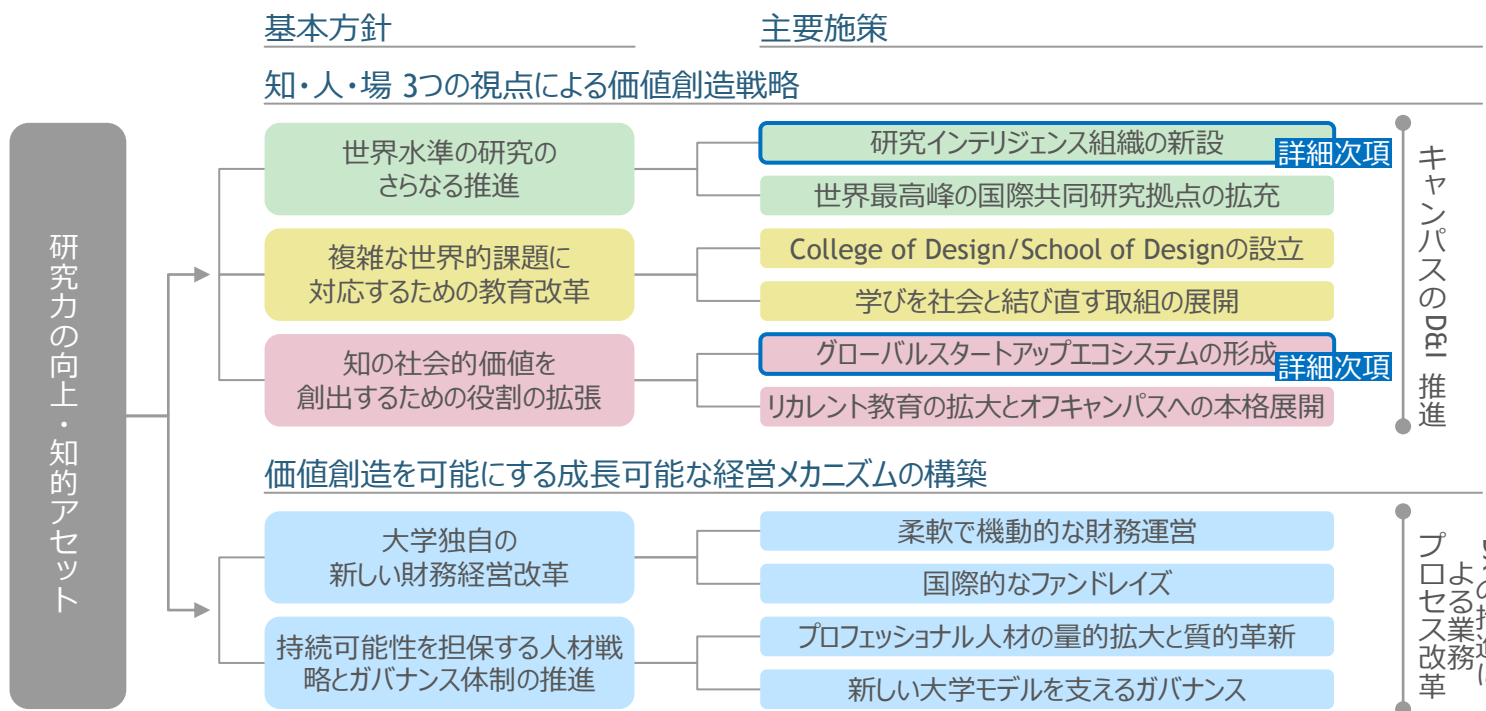 基本方針
主要施策
知・人・場 3つの視点による価値創造戦略
研究力の向上・知的アセット
世界水準の研究の
さらなる推進
研究インテリジェンス組織の新設
詳細次項
世界最高峰の国際共同研究拠点の拡充
複雑な世界的課題に
対応するための教育改革
College of Design/School of Designの設立
学びを社会と結び直す取組の展開
知の社会的価値を
創出するための役割の拡張
グローバルスタートアップエコシステムの形成
詳細次項
リカレント教育の拡大とオフキャンパスへの本格展開
キャンパスのD&I 推進
価値創造を可能にする成長可能な経営メカニズムの構築
大学独自の
新しい財務経営改革
柔軟で機動的な財務運営
国際的なファンドレイズ
持続可能性を担保する人材戦
略とガバナンス体制の推進
プロフェッショナル人材の量的拡大と質的革新
新しい大学モデルを支えるガバナンス
の推進に
よる業務
プロセス改革